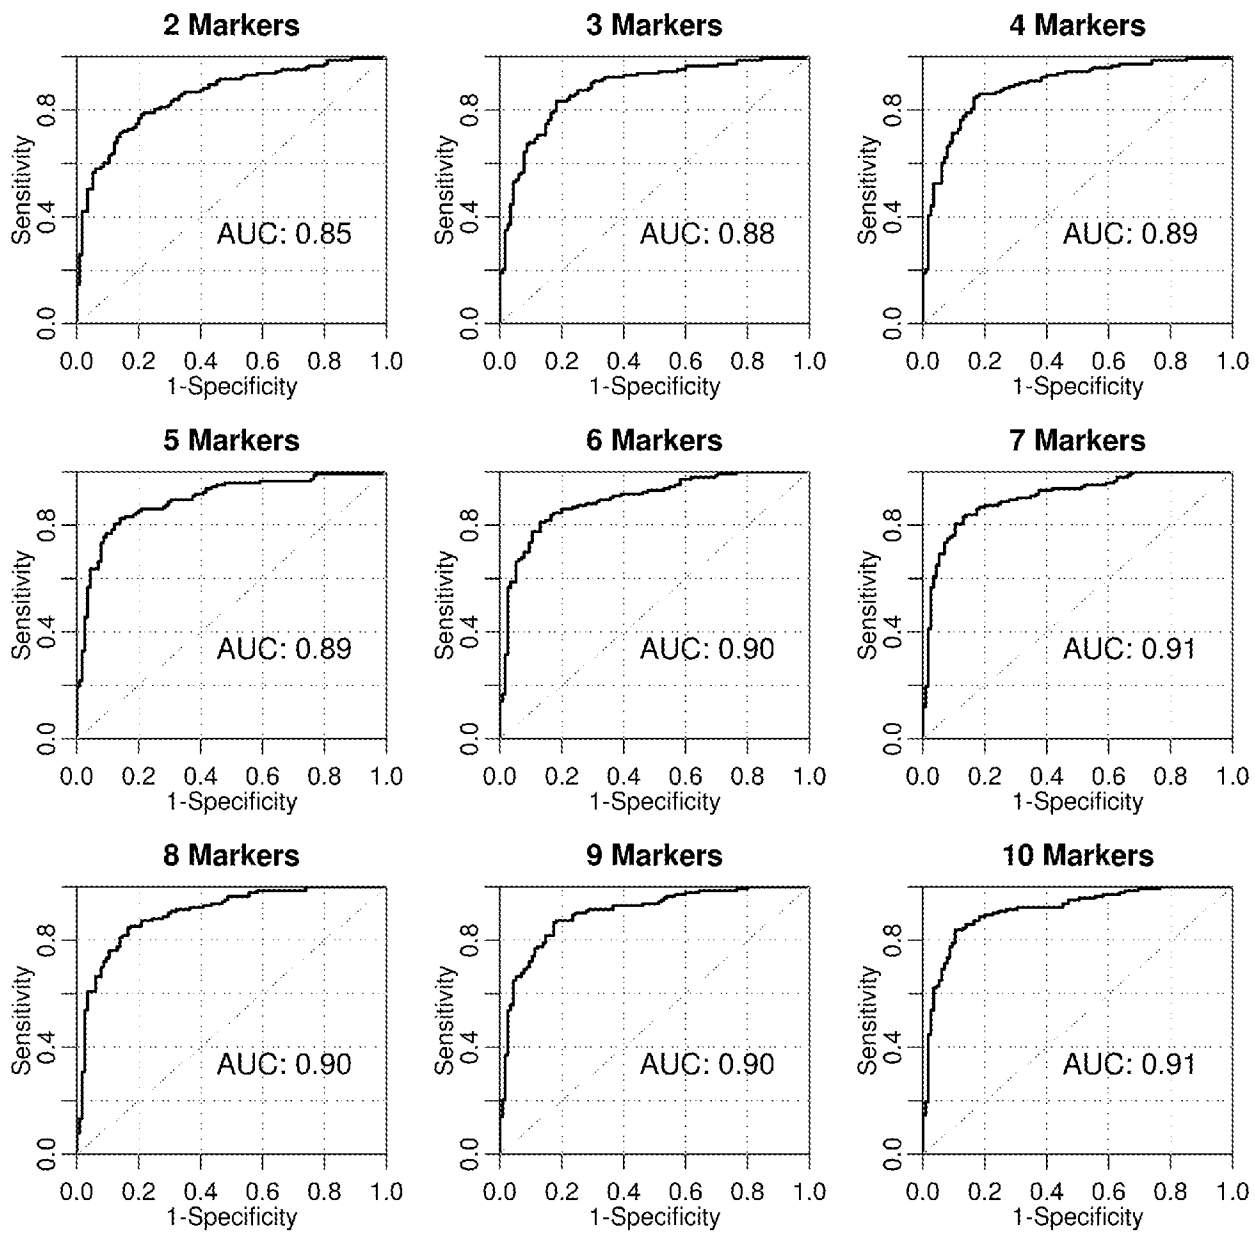 2 Markers
Sensitivity
0.0 0.4 0.8
AUC: 0.85
0.0 0.2 0.4 0.6 0.8 1.0
1-Specificity
3 Markers
Sensitivity
0.0 0.4 0.8
AUC: 0.88
0.0 0.2 0.4 0.6 0.8 1.0
1-Specificity
4 Markers
Sensitivity
0.0 0.4 0.8
AUC: 0.89
0.0 0.2 0.4 0.6 0.8 1.0
1-Specificity
5 Markers
Sensitivity
0.0 0.4 0.8
AUC: 0.89
0.0 0.2 0.4 0.6 0.8 1.0
1-Specificity
6 Markers
Sensitivity
0.0 0.4 0.8
AUC: 0.90
0.0 0.2 0.4 0.6 0.8 1.0
1-Specificity
7 Markers
Sensitivity
0.0 0.4 0.8
AUC: 0.91
0.0 0.2 0.4 0.6 0.8 1.0
1-Specificity
8 Markers
Sensitivity
0.0 0.4 0.8
AUC: 0.90
0.0 0.2 0.4 0.6 0.8 1.0
1-Specificity
9 Markers
Sensitivity
0.0 0.4 0.8
AUC: 0.90
0.0 0.2 0.4 0.6 0.8 1.0
1-Specificity
10 Markers
Sensitivity
0.0 0.4 0.8
AUC: 0.91
0.0 0.2 0.4 0.6 0.8 1.0
1-Specificity